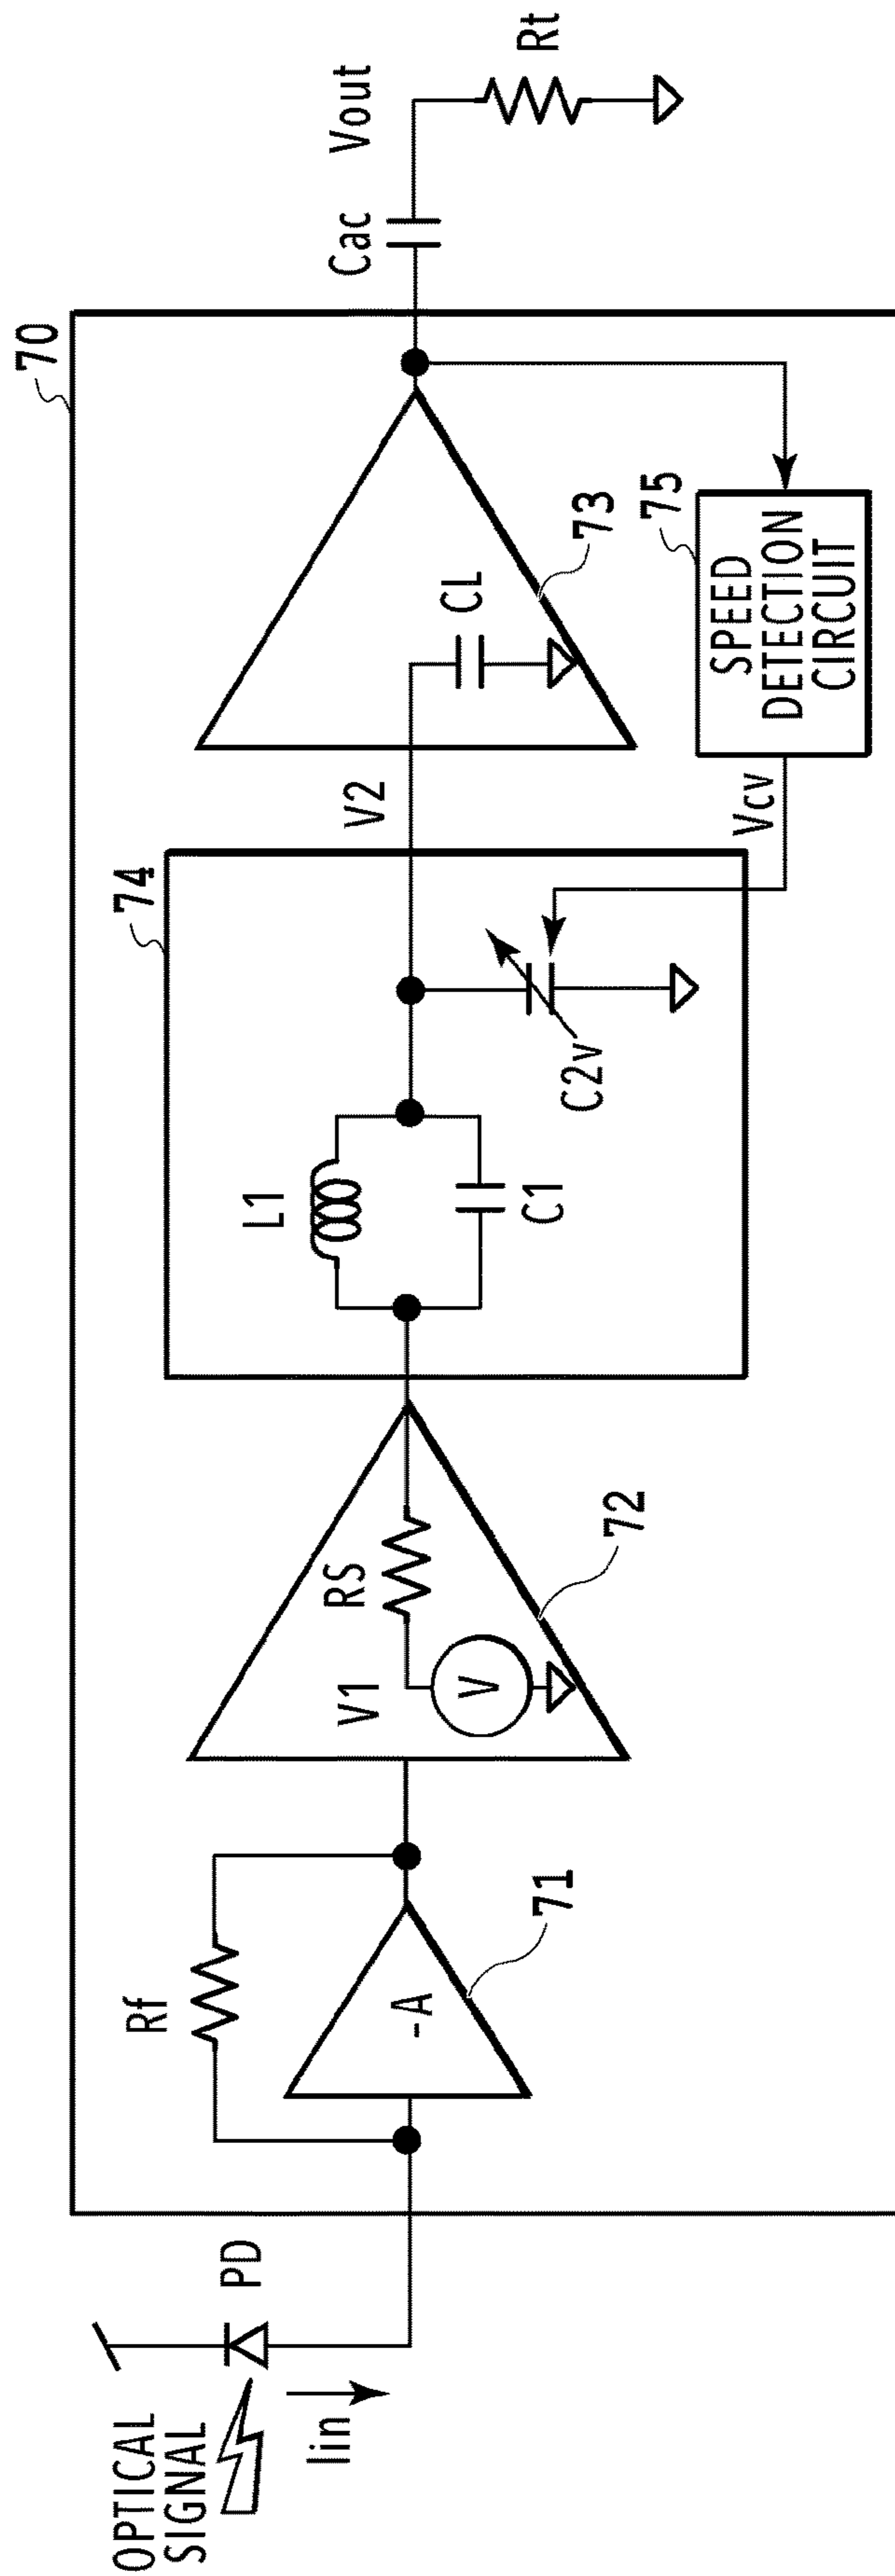 70
OPTICAL
SIGNAL
PD
Iin
Rf
-A
71
V1
V
RS
72
74
L1
C1
C2v
V2
CL
73
Vcv
75
SPEED
DETECTION
CIRCUIT
Cac
Vout
Rt